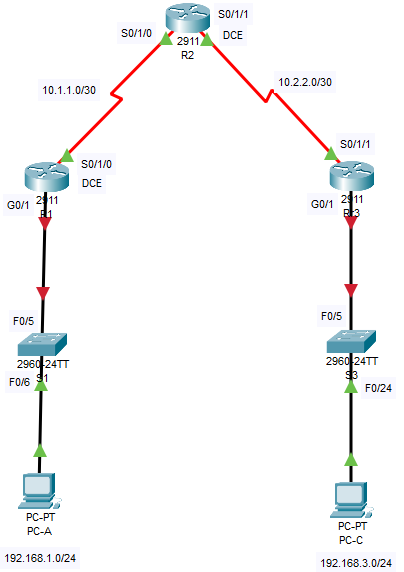 S0/1/1
S0/1/0
DCE
2911
R2
10.1.1.0/30
10.2.2.0/30
S0/1/0
DCE
S0/1/1
2911
R1
G0/1
2911
G0/1
F0/5
2960-24TT
S1
F0/6
F0/5
2960-24TT
S3
F0/24
PC-PT
PC-A
192.168.1.0/24
PC-PT
PC-C
192.168.3.0/24